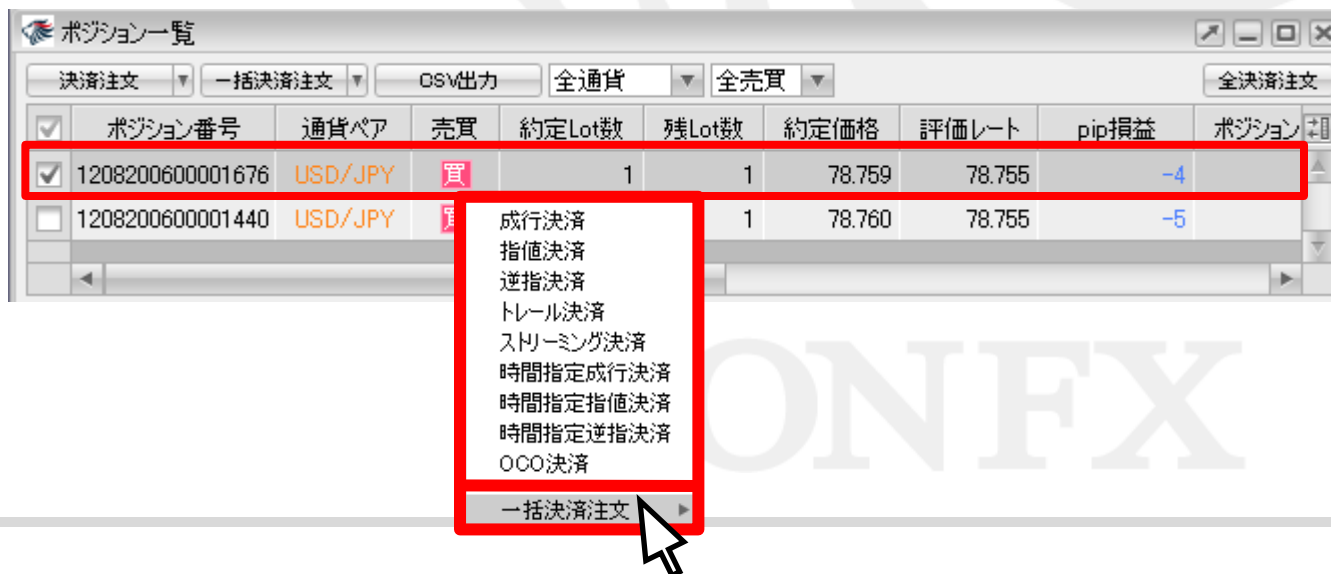 ポジション一覧
決済注文 一括決済注文 CSV出力 全通貨 全売買 全決済注文
ポジション番号 通貨ペア 売買 約定Lot数 残Lot数 約定価格 評価レート pip損益 ポジション
1208200600001676 USD/JPY 買 1 1 78.759 78.755 -4
1208200600001440 USD/JPY 1 78.760 78.755 -5
成行決済
指値決済
逆指決済
トレール決済
ストリーミング決済
時間指定成行決済
時間指定指値決済
時間指定逆指決済
OCO決済
一括決済注文
ONFX